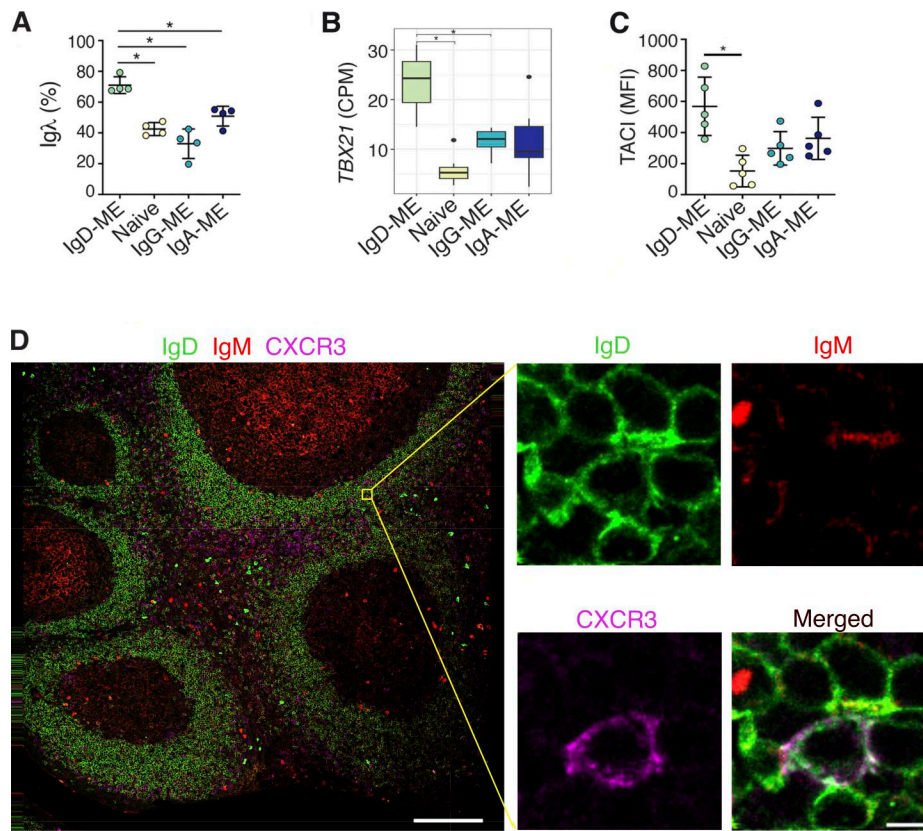 A
Igλ (%)
100
80
60
40
20
0
*
*
*
IgD-ME
Naive
IgG-ME
IgA-ME
B
TBX21 (CPM)
30
20
10
*
*
IgD-ME
Naive
IgG-ME
IgA-ME
C
TACI (MFI)
1000
800
600
400
200
0
*
IgD-ME
Naive
IgG-ME
IgA-ME
D
IgD IgM CXCR3
IgD
IgM
CXCR3
Merged